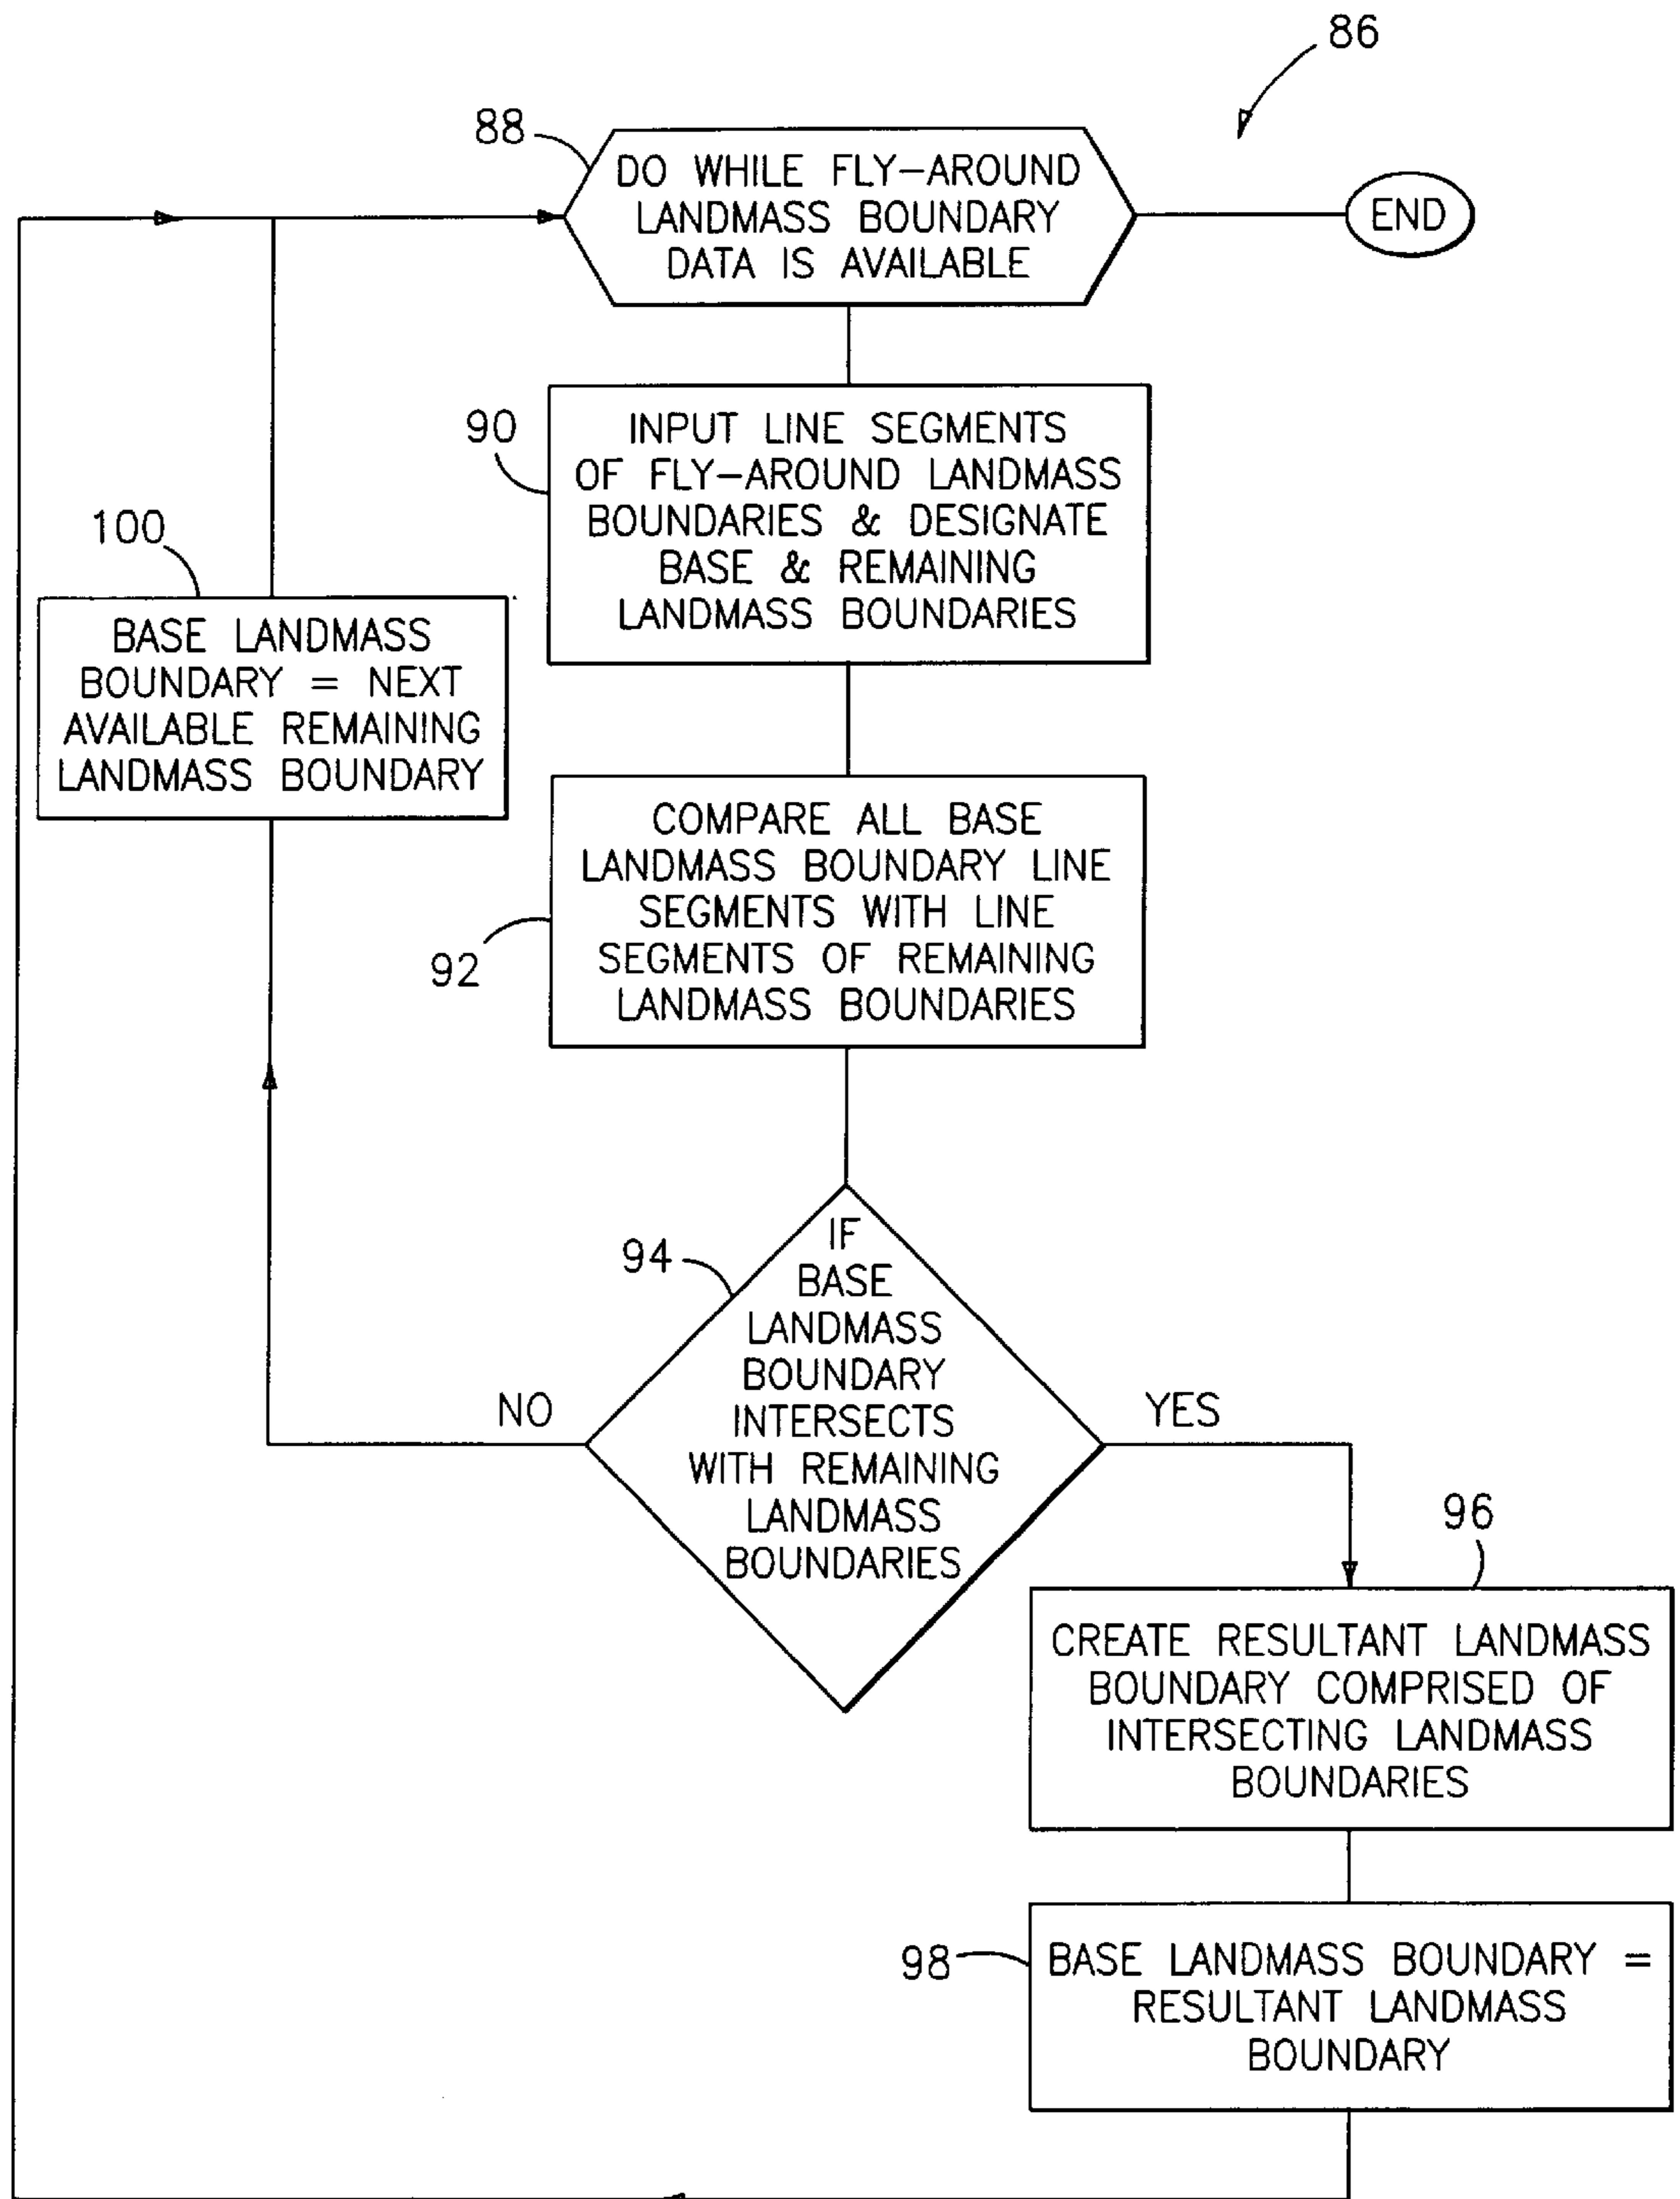 86
88
DO WHILE FLY-AROUND
LANDMASS BOUNDARY
DATA IS AVAILABLE
END
90
INPUT LINE SEGMENTS
OF FLY-AROUND LANDMASS
BOUNDARIES & DESIGNATE
BASE & REMAINING
LANDMASS BOUNDARIES
100
BASE LANDMASS
BOUNDARY = NEXT
AVAILABLE REMAINING
LANDMASS BOUNDARY
92
COMPARE ALL BASE
LANDMASS BOUNDARY LINE
SEGMENTS WITH LINE
SEGMENTS OF REMAINING
LANDMASS BOUNDARIES
94
IF
BASE
LANDMASS
BOUNDARY
INTERSECTS
WITH REMAINING
LANDMASS
BOUNDARIES
NO
YES
96
CREATE RESULTANT LANDMASS
BOUNDARY COMPRISED OF
INTERSECTING LANDMASS
BOUNDARIES
98
BASE LANDMASS BOUNDARY =
RESULTANT LANDMASS
BOUNDARY